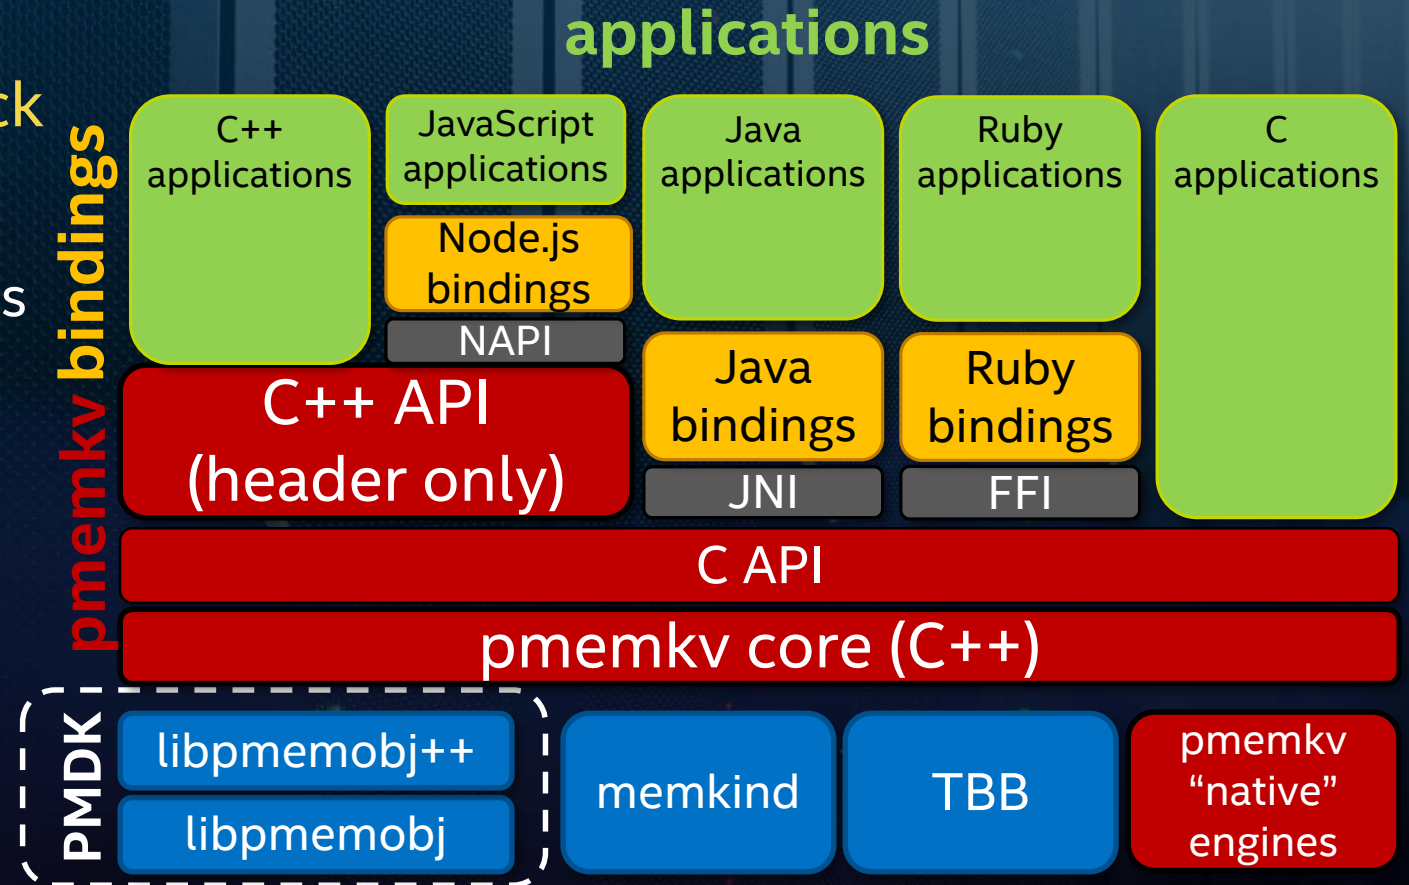 applications
ck
s
pmemkv bindings
C++
applications
JavaScript
applications
Java
applications
Ruby
applications
C
applications
Node.js
bindings
NAPI
Java
bindings
Ruby
bindings
C++ API
(header only)
JNI
FFI
C API
pmemkv core (C++)
PMDK
libpmemobj++
libpmemobj
memkind
TBB
pmemkv
“native”
engines